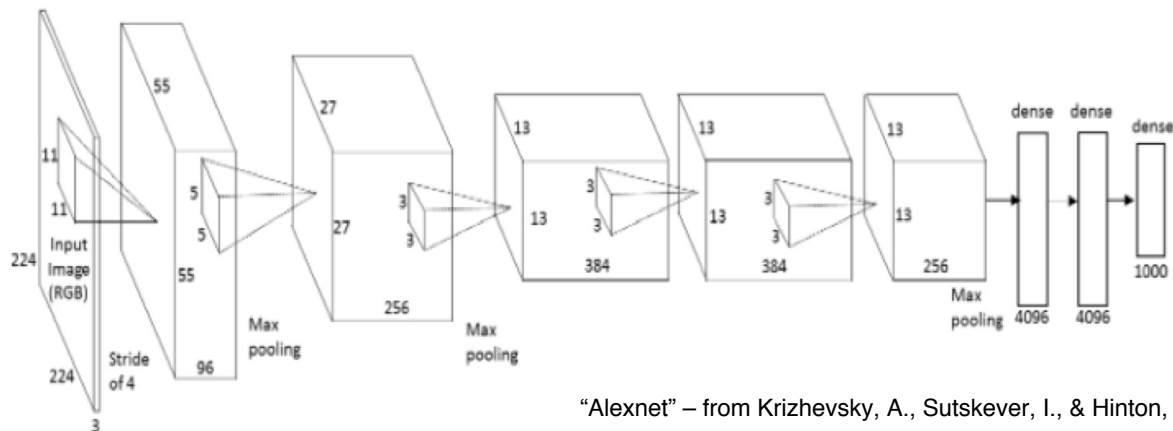 224
224
3
11
11
Input
Image
(RGB)
Stride
of 4
55
55
96
5
5
Max
pooling
27
27
256
3
3
Max
pooling
13
13
384
3
3
13
13
384
3
3
13
13
256
Max
pooling
dense
4096
dense
4096
dense
1000
“Alexnet” – from Krizhevsky, A., Sutskever, I., & Hinton,